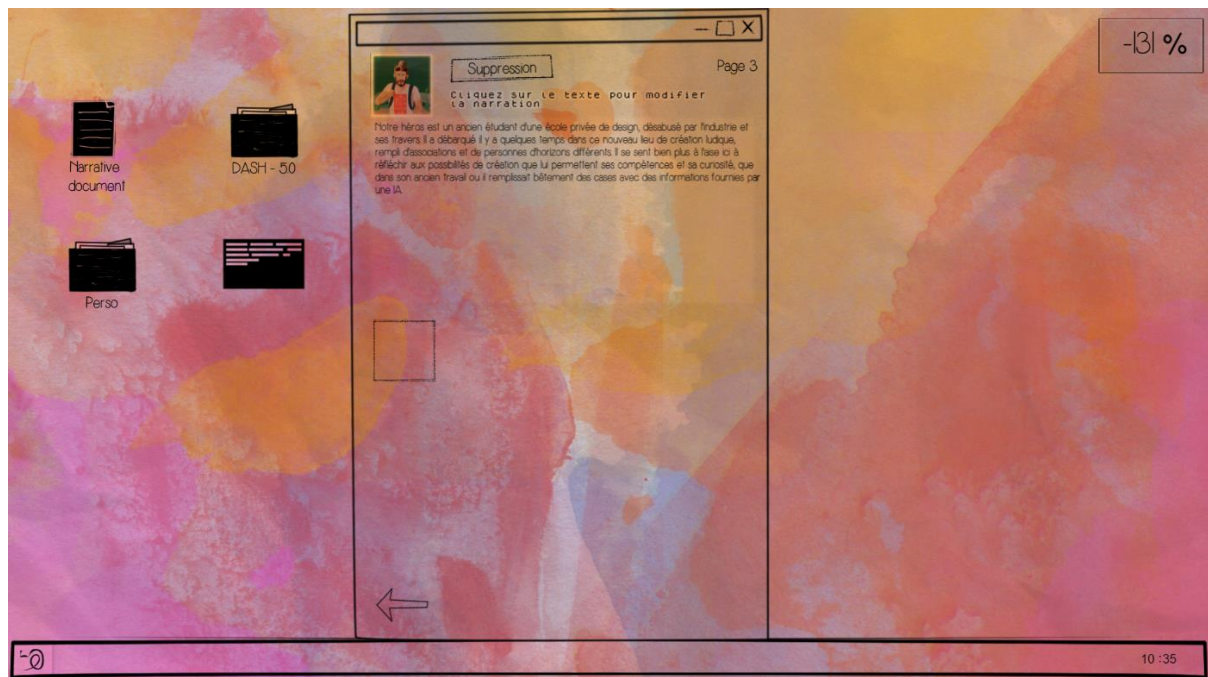 -131 %
Suppression
Page 3
Cliquez sur le texte pour modifier
la narration
Notre héros est un ancien étudant d'une école privée de design, désabusé par l'industrie et
ses travers. Il a débarqué il y a quelques temps dans ce nouveau lieu de création ludique,
rempli d'associations et de personnes d'horizons différents. Il se sent bien plus à l'aise ici à
réfléchir aux possibilités de création que lui permettent ses compétences et sa curiosité, que
dans son ancien travail ou il remplissait bêtement des cases avec des informations fournies par
une IA.
Narrative
document
DASH - 5.0
Perso
10 :35